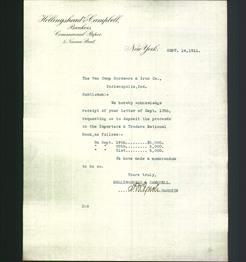 Hollingshead & Campbell,
Bankers
Commercial Paper
New York,
SEPT. 14, 1911.
The Van Camp Hardware & Iron Co.,
Indianapolis, Ind.
Gentlemen:-
We hereby acknowledge
receipt of your letter of Sept. 13th,
requesting us to deposit the proceeds
in the Importers & Traders National
Bank, as follows:-
On Sept. 19th
" " 20th
" " 21st
We have made a memorandum
to do so.
Yours truly,
HOLLINGSHEAD & CAMPBELL
CASHIER